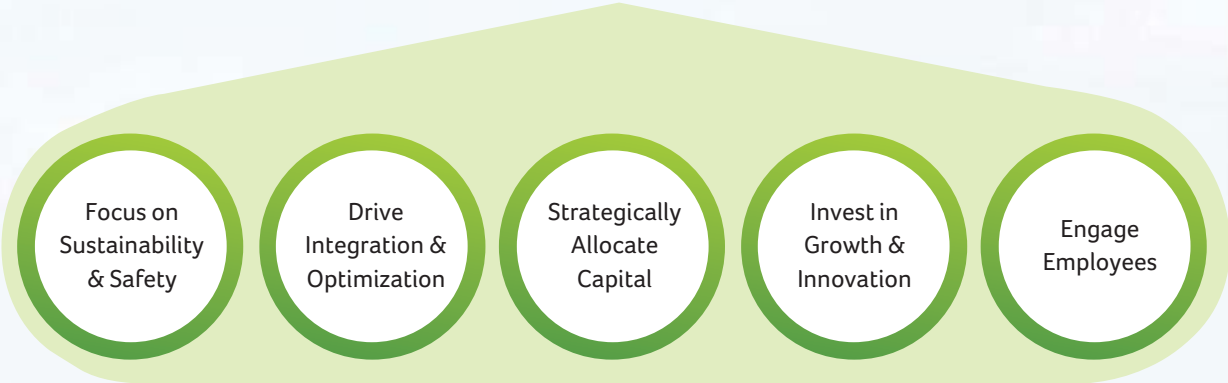 Focus on
Sustainability
& Safety
Drive
Integration &
Optimization
Strategically
Allocate
Capital
Invest in
Growth &
Innovation
Engage
Employees